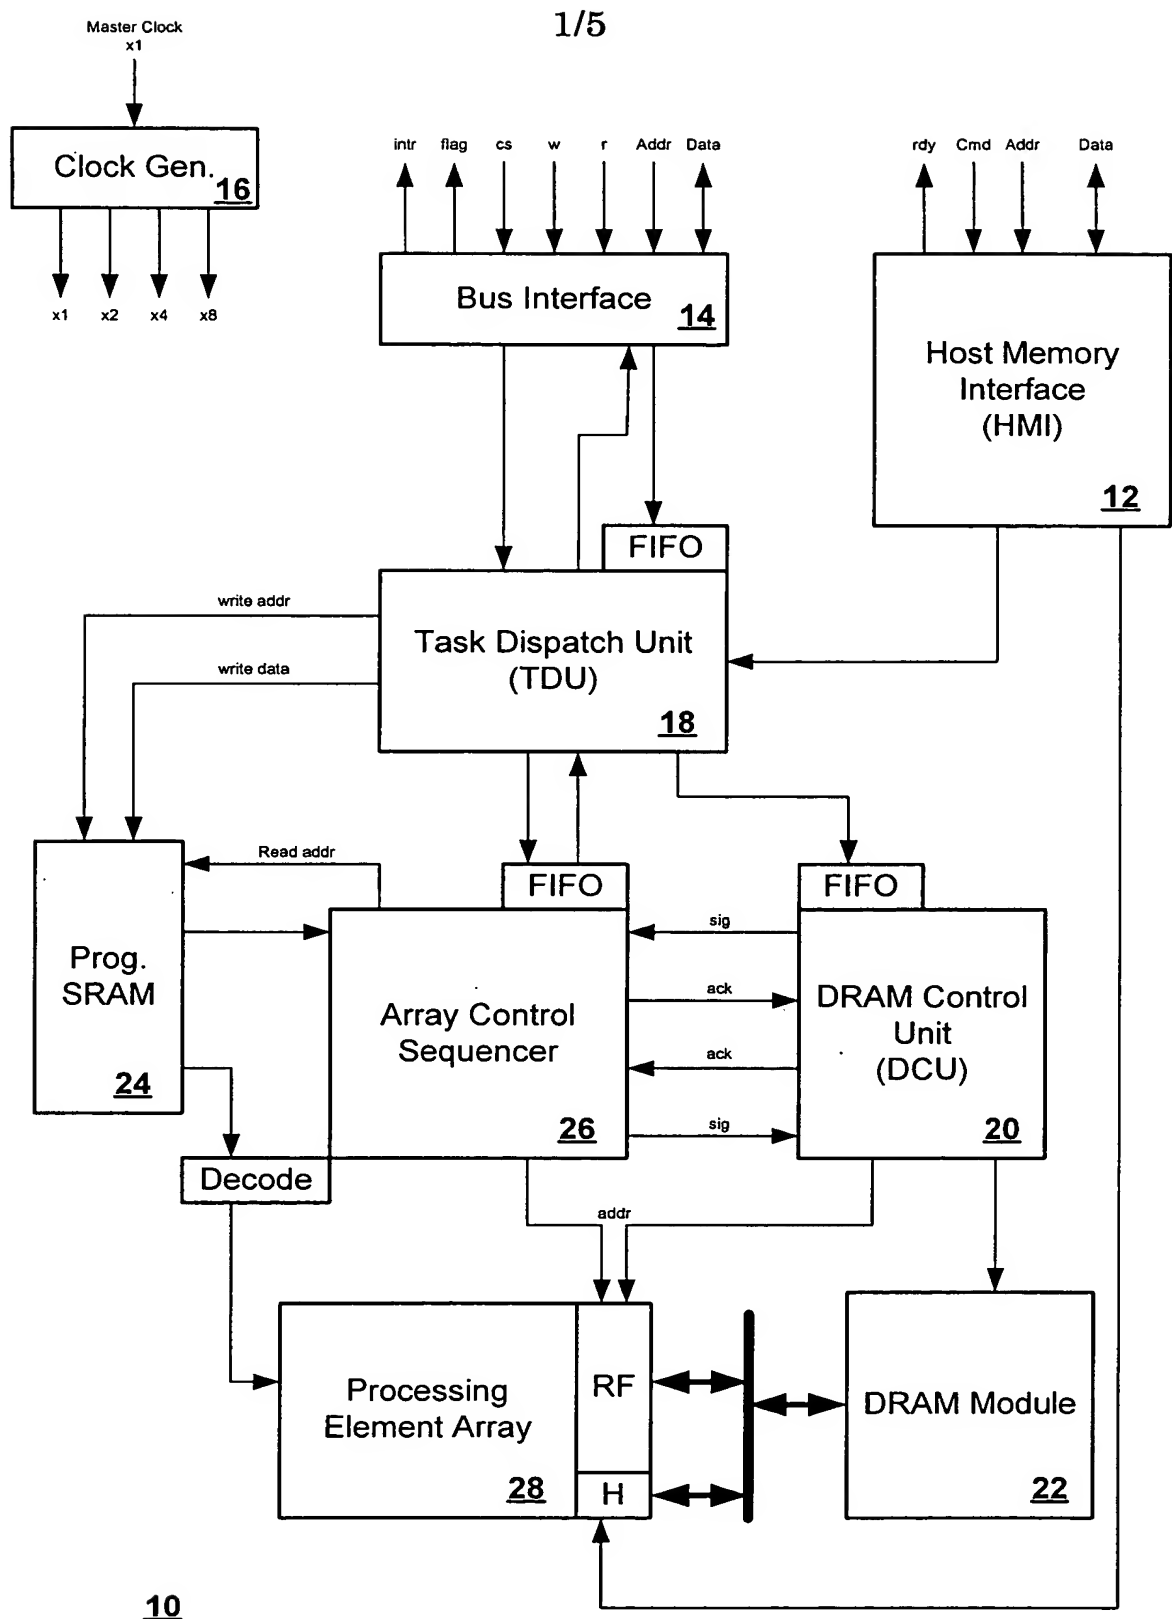 1/5
Master Clock
x1
Clock Gen.
16
x1 x2 x4 x8
intr flag cs w r Addr Data
Bus Interface
14
rdy Cmd Addr Data
Host Memory
Interface
(HMI)
12
FIFO
Task Dispatch Unit
(TDU)
18
write addr
write data
Prog.
SRAM
24
Read addr
FIFO
Array Control
Sequencer
26
sig
ack
ack
sig
FIFO
DRAM Control
Unit
(DCU)
20
Decode
addr
Processing
Element Array
28
RF
H
DRAM Module
22
10